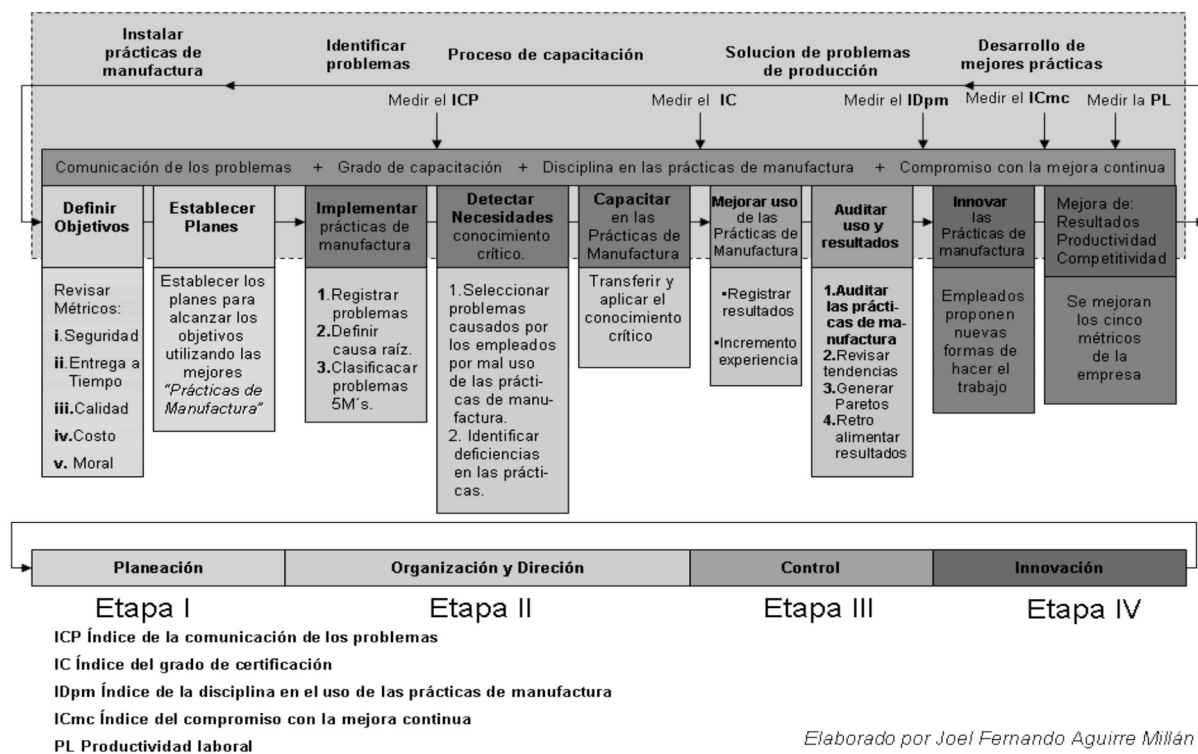 Instalar
prácticas de
manufactura
Identificar
problemas
Proceso de capacitación
Solucion de problemas
de producción
Desarrollo de
mejores prácticas
Medir el ICP
Medir el IC
Medir el IDpm
Medir el ICmc
Medir la PL
Comunicación de los problemas + Grado de capacitación + Disciplina en las prácticas de manufactura + Compromiso con la mejora continua
Definir
Objetivos
Revisar
Métricos:
i.Seguridad
ii.Entrega a
Tiempo
iii.Calidad
iv.Costo
v. Moral
Establecer
Planes
Establecer los
planes para
alcanzar los
objetivos
utilizando las
mejores
"Prácticas de
Manufactura"
Implementar
prácticas de
manufactura
1.Registrar
problemas
2.Definir
causa raíz.
3.Clasificacar
problemas
5M´s.
Detectar
Necesidades
conocimiento
crítico.
1.Seleccionar
problemas
causados por
los empleados
por mal uso
de las prácti-
cas de manu-
factura.
2. Identificar
deficiencias
en las prácti-
cas.
Capacitar
en las
Prácticas de
Manufactura
Transferir y
aplicar el
conocimiento
crítico
Mejorar uso
de las
Prácticas de
Manufactura
▪Registrar
resultados
▪Incremento
experiencia
Auditar
uso y
resultados
1.Auditar
las prácti-
cas de ma-
nufactura
2.Revisar
tendencias
3.Generar
Paretos
4.Retro
alimentar
resultados
Innovar
las
Prácticas de
manufactura
Empleados
proponen
nuevas
formas de
hacer el
trabajo
Mejora de:
Resultados
Productividad
Competitividad
Se mejoran
los cinco
métricos
de la
empresa
Planeación
Organización y Direción
Control
Innovación
Etapa I
Etapa II
Etapa III
Etapa IV
ICP Índice de la comunicación de los problemas
IC Índice del grado de certificación
IDpm Índice de la disciplina en el uso de las prácticas de manufactura
ICmc Índice del compromiso con la mejora continua
PL Productividad laboral
Elaborado por Joel Fernando Aguirre Millán